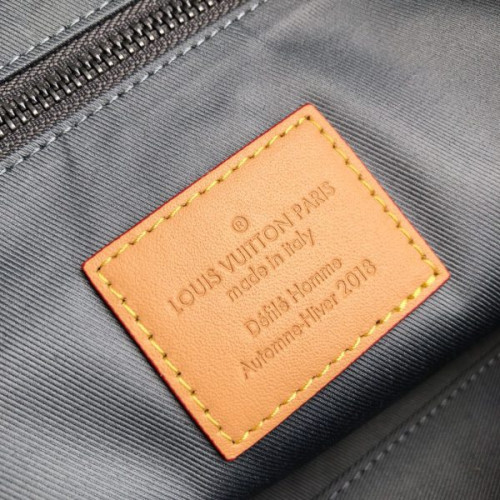 ®
LOUIS VUITTON PARIS
made in Italy
Défilé Homme
Automne-Hiver 2018